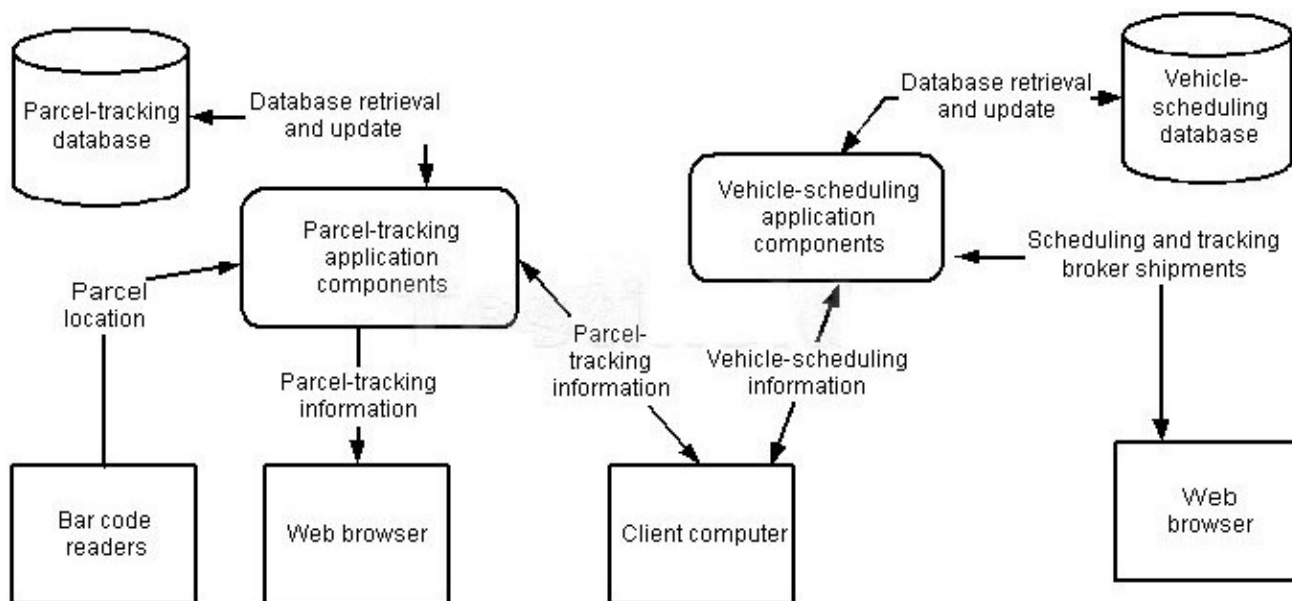 Parcel-tracking
database
Database retrieval
and update
Database retrieval
and update
Vehicle-
scheduling
database
Parcel-tracking
application
components
Vehicle-scheduling
application
components
Scheduling and tracking
broker shipments
Parcel
location
Parcel-tracking
information
Parcel-
tracking
information
Vehicle-scheduling
information
Bar code
readers
Web browser
Client computer
Web
browser